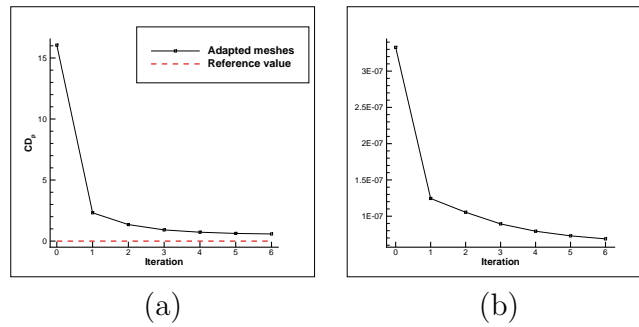 Adapted meshes
Reference value
15
10
5
0
CDp
0 1 2 3 4 5 6
Iteration
(a)
3E-07
2.5E-07
2E-07
1.5E-07
1E-07
0 1 2 3 4 5 6
Iteration
(b)